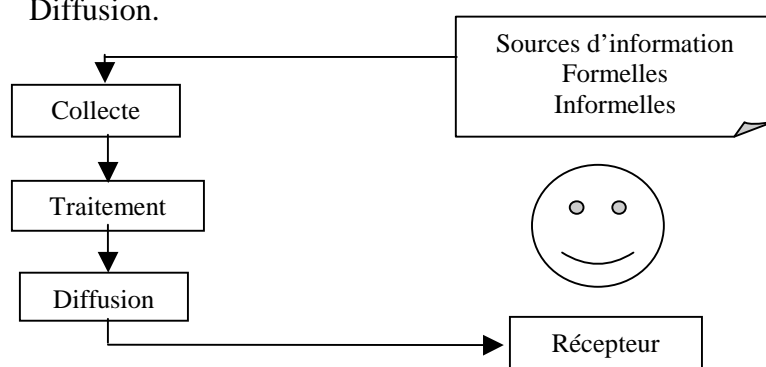 Diffusion.
Sources d’information
Formelles
Informelles
Collecte
Traitement
Diffusion
Récepteur